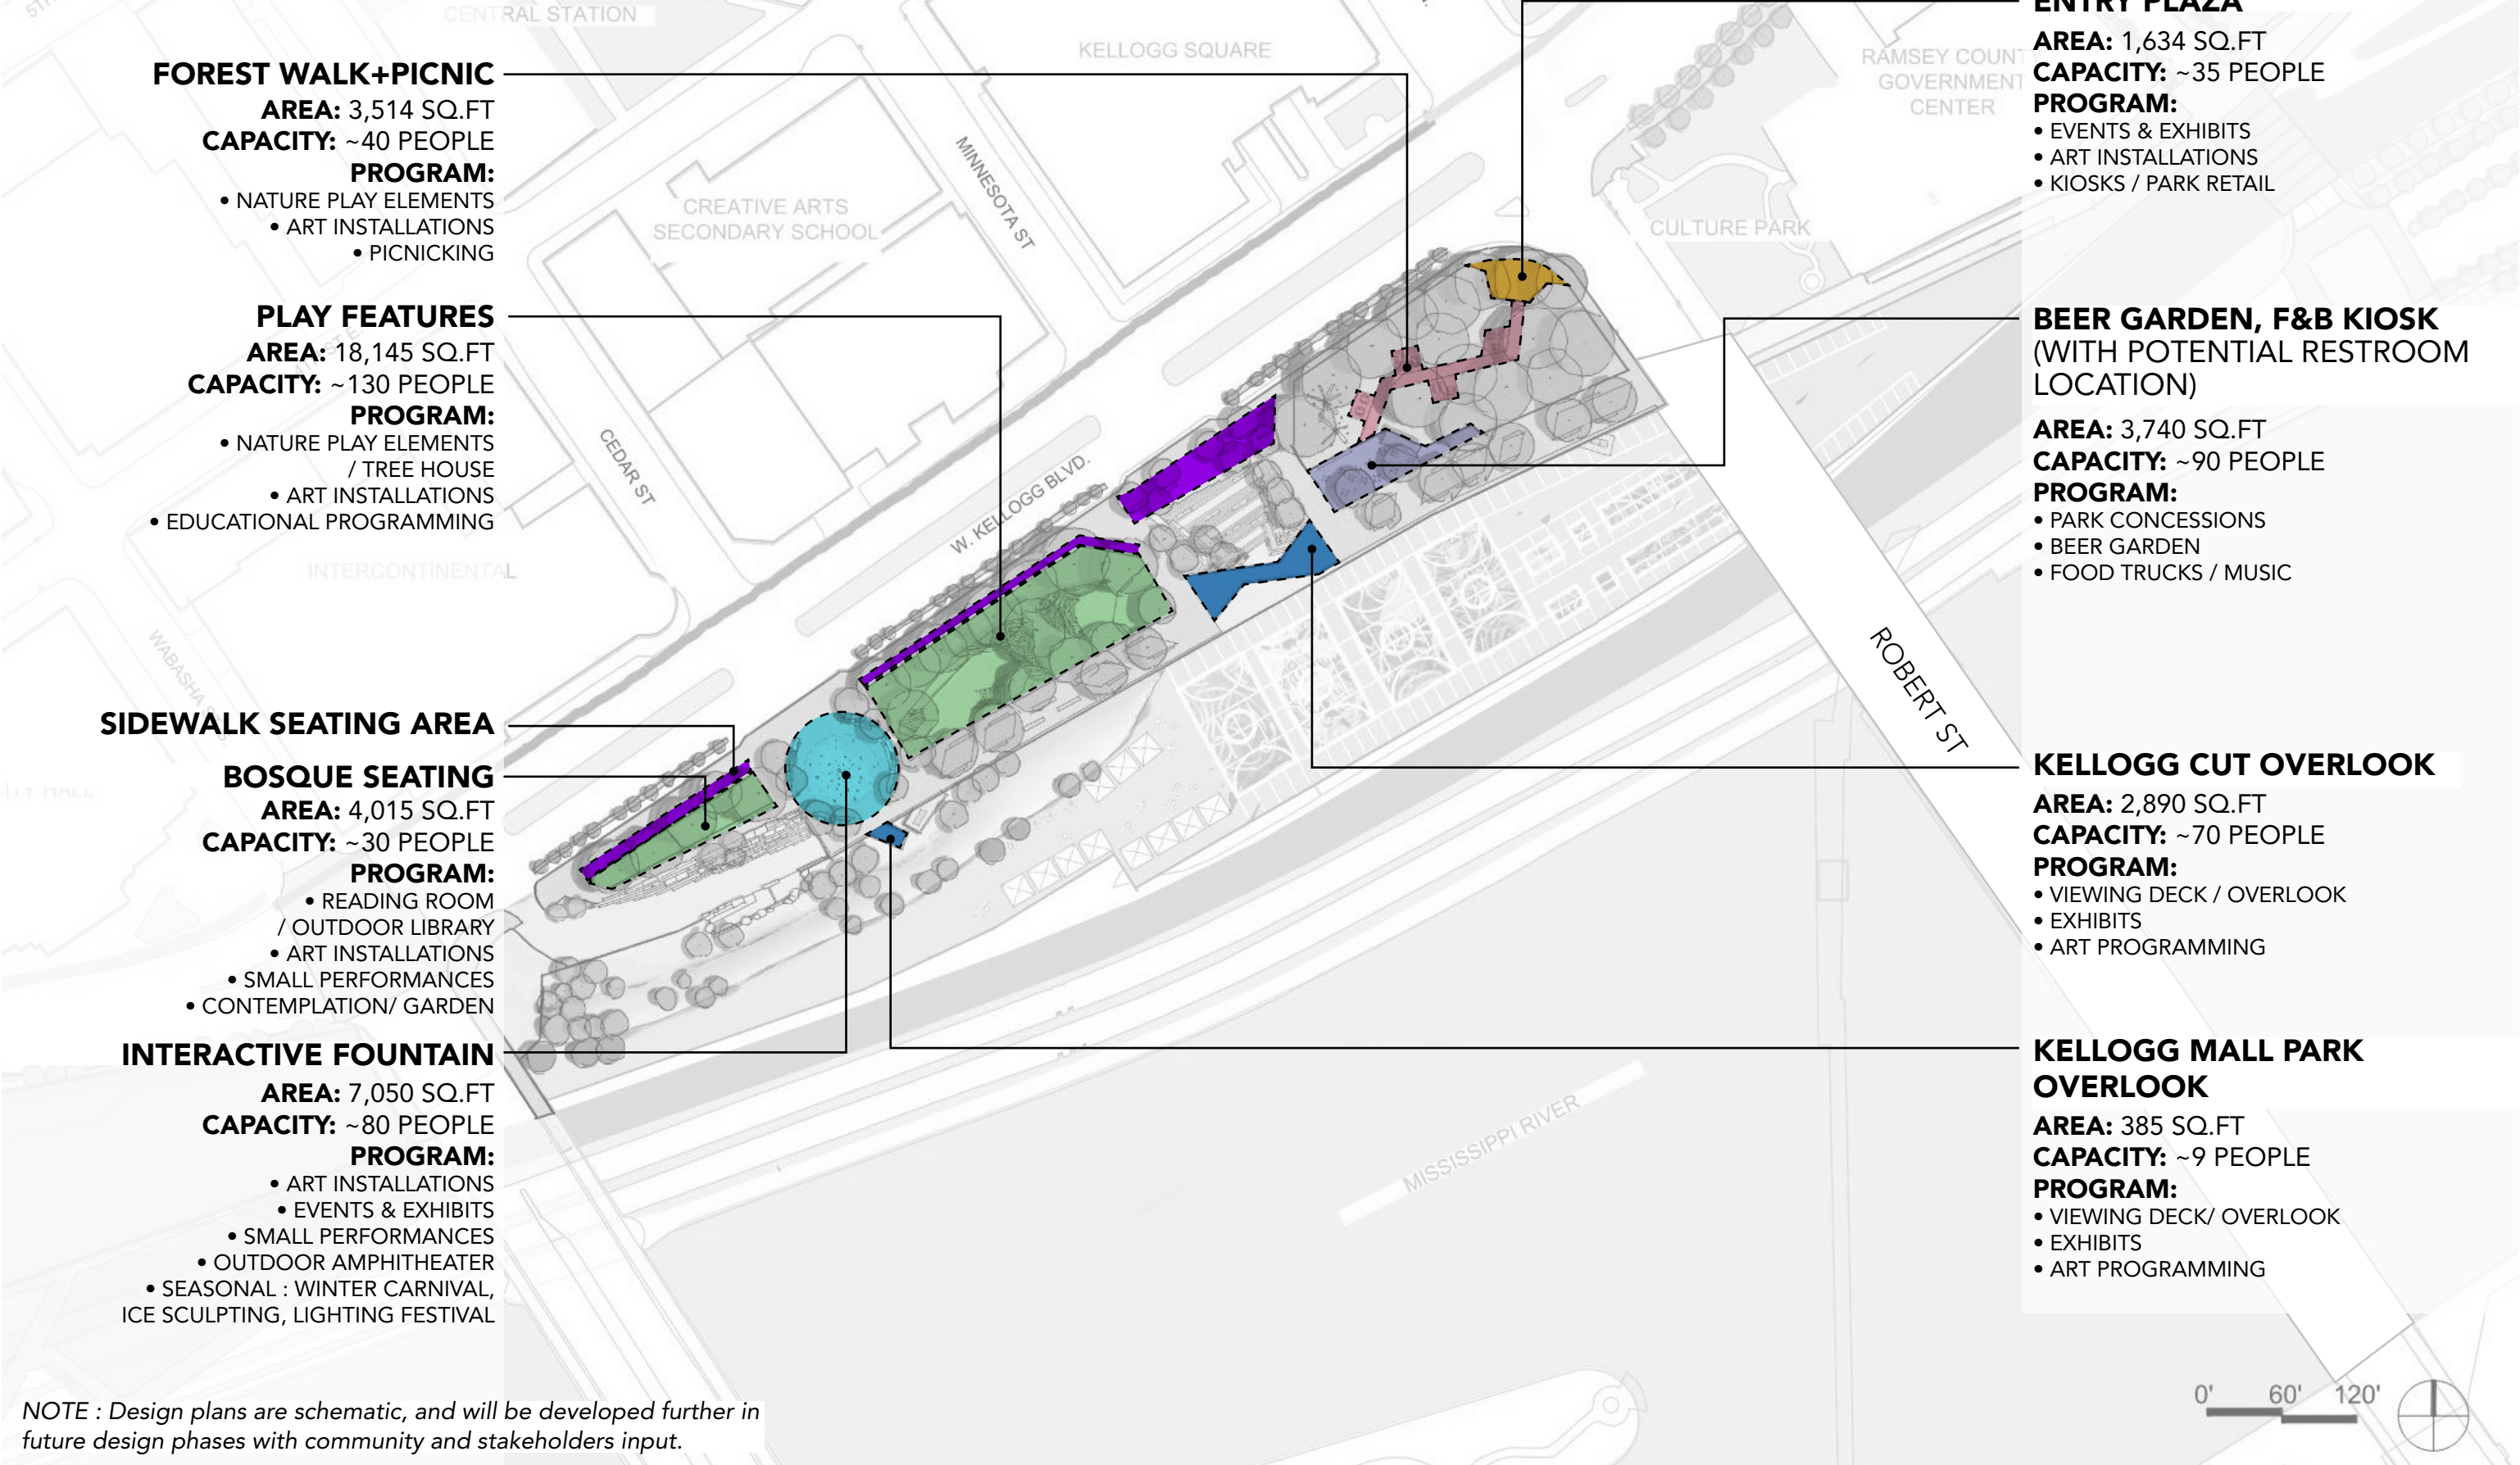 CENTRAL STATION
KELLOGG SQUARE
RAMSEY COUNT
GOVERNMENT
CENTER
CREATIVE ARTS
SECONDARY SCHOOL
MINNESOTA ST
CULTURE PARK
CEDAR ST
W. KELLOGG BLVD.
INTERCONTINENTAL
WABASHA
ROBERT ST
MISSISSIPPI RIVER
FOREST WALK+PICNIC
AREA: 3,514 SQ.FT
CAPACITY: ~40 PEOPLE
PROGRAM:
• NATURE PLAY ELEMENTS
• ART INSTALLATIONS
• PICNICKING
PLAY FEATURES
AREA: 18,145 SQ.FT
CAPACITY: ~130 PEOPLE
PROGRAM:
• NATURE PLAY ELEMENTS
/ TREE HOUSE
• ART INSTALLATIONS
• EDUCATIONAL PROGRAMMING
SIDEWALK SEATING AREA
BOSQUE SEATING
AREA: 4,015 SQ.FT
CAPACITY: ~30 PEOPLE
PROGRAM:
• READING ROOM
/ OUTDOOR LIBRARY
• ART INSTALLATIONS
• SMALL PERFORMANCES
• CONTEMPLATION/ GARDEN
INTERACTIVE FOUNTAIN
AREA: 7,050 SQ.FT
CAPACITY: ~80 PEOPLE
PROGRAM:
• ART INSTALLATIONS
• EVENTS & EXHIBITS
• SMALL PERFORMANCES
• OUTDOOR AMPHITHEATER
• SEASONAL : WINTER CARNIVAL,
ICE SCULPTING, LIGHTING FESTIVAL
ENTRY PLAZA
AREA: 1,634 SQ.FT
CAPACITY: ~35 PEOPLE
PROGRAM:
• EVENTS & EXHIBITS
• ART INSTALLATIONS
• KIOSKS / PARK RETAIL
BEER GARDEN, F&B KIOSK
(WITH POTENTIAL RESTROOM
LOCATION)
AREA: 3,740 SQ.FT
CAPACITY: ~90 PEOPLE
PROGRAM:
• PARK CONCESSIONS
• BEER GARDEN
• FOOD TRUCKS / MUSIC
KELLOGG CUT OVERLOOK
AREA: 2,890 SQ.FT
CAPACITY: ~70 PEOPLE
PROGRAM:
• VIEWING DECK / OVERLOOK
• EXHIBITS
• ART PROGRAMMING
KELLOGG MALL PARK
OVERLOOK
AREA: 385 SQ.FT
CAPACITY: ~9 PEOPLE
PROGRAM:
• VIEWING DECK/ OVERLOOK
• EXHIBITS
• ART PROGRAMMING
0' 60' 120'
NOTE : Design plans are schematic, and will be developed further in
future design phases with community and stakeholders input.